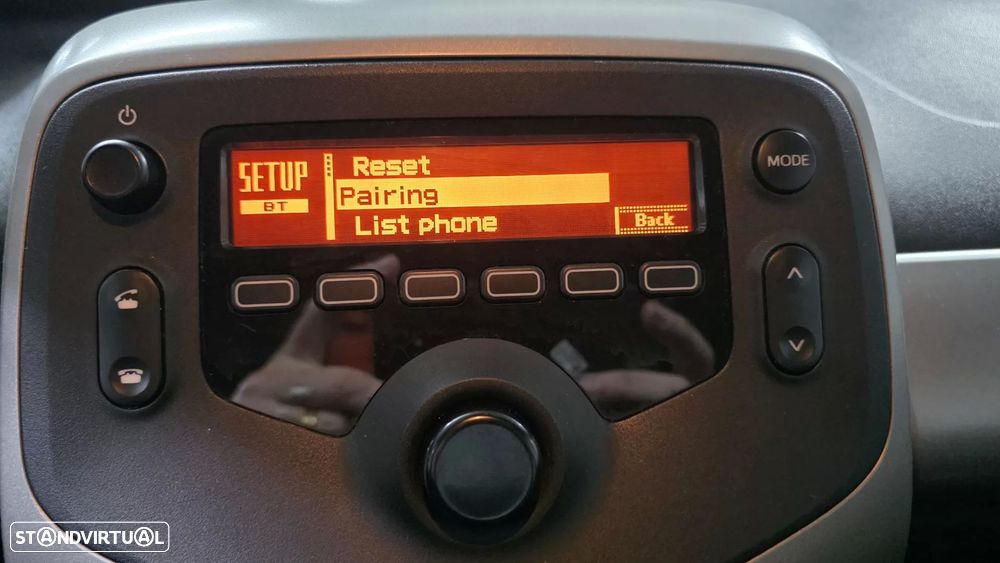 SETUP
BT
Reset
Pairing
List phone
Back
MODE
STANDVIRTUAL